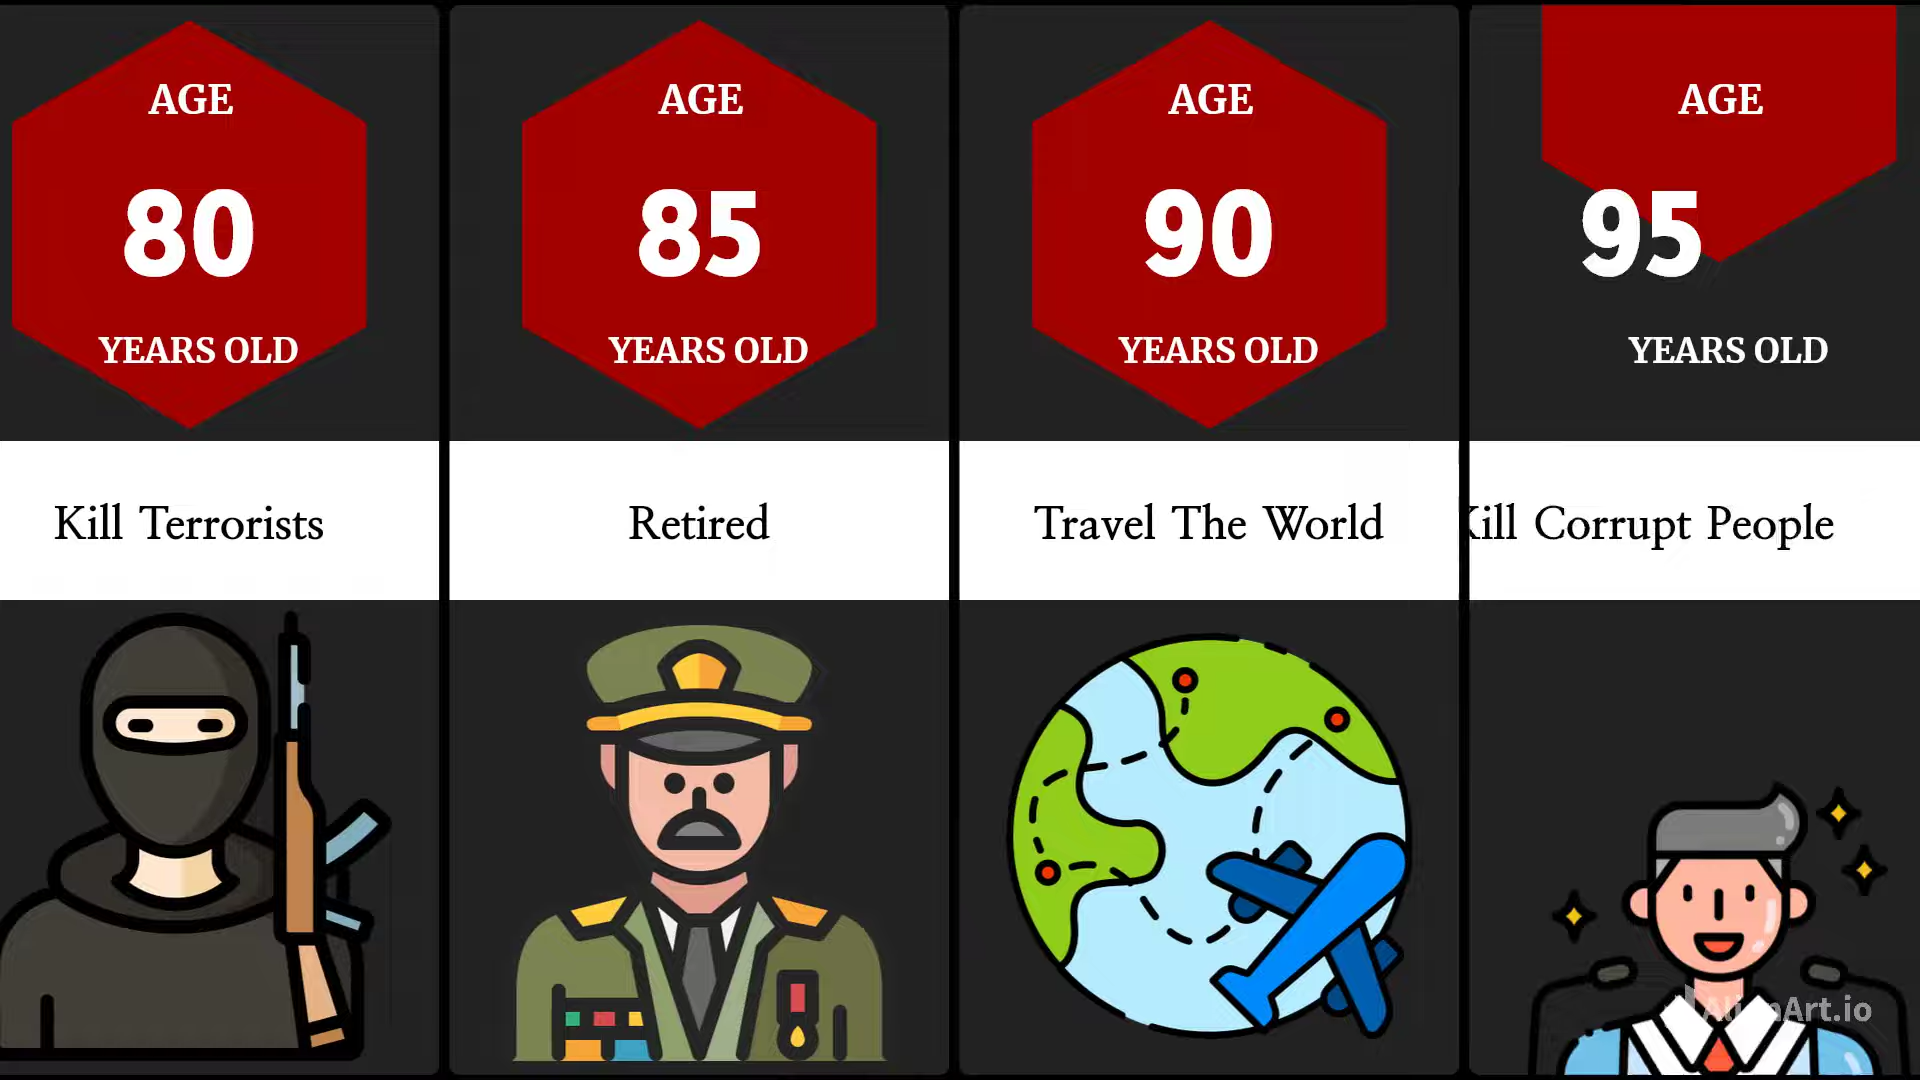 AGE
80
YEARS OLD
Kill Terrorists
AGE
85
YEARS OLD
Retired
AGE
90
YEARS OLD
Travel The World
AGE
95
YEARS OLD
Kill Corrupt People